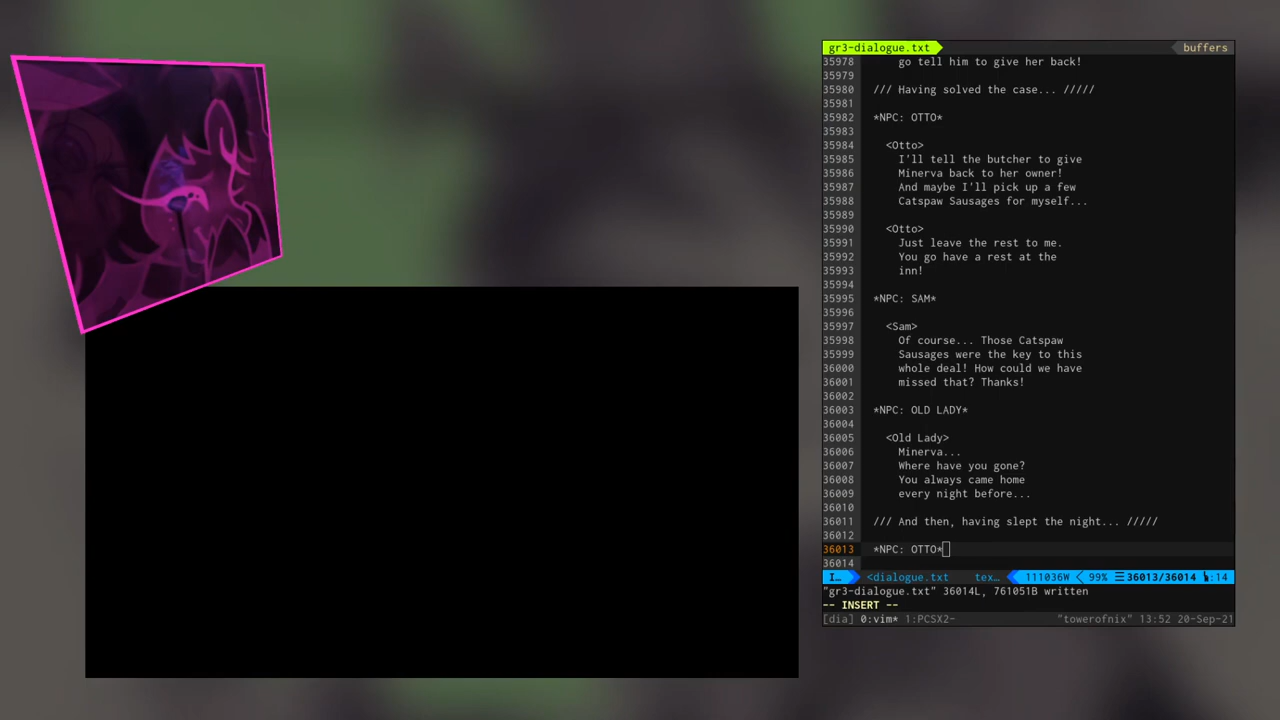 gr3-dialogue.txt buffers
35978 go tell him to give her back!
35979
35980 /// Having solved the case... /////
35981
35982 *NPC: OTTO*
35983
35984 <Otto>
35985 I'll tell the butcher to give
35986 Minerva back to her owner!
35987 And maybe I'll pick up a few
35988 Catspaw Sausages for myself...
35989
35990 <Otto>
35991 Just leave the rest to me.
35992 You go have a rest at the
35993 inn!
35994
35995 *NPC: SAM*
35996
35997 <Sam>
35998 Of course... Those Catspaw
35999 Sausages were the key to this
36000 whole deal! How could we have
36001 missed that? Thanks!
36002
36003 *NPC: OLD LADY*
36004
36005 <Old Lady>
36006 Minerva...
36007 Where have you gone?
36008 You always came home
36009 every night before...
36010
36011 /// And then, having slept the night... /////
36012
36013 *NPC: OTTO*
36014
I… <dialogue.txt tex… 111036W 99% ☰36013/36014 :14
"gr3-dialogue.txt" 36014L, 761051B written
-- INSERT --
[dia] 0:vim* 1:PCSX2- "towerofnix" 13:52 20-Sep-21